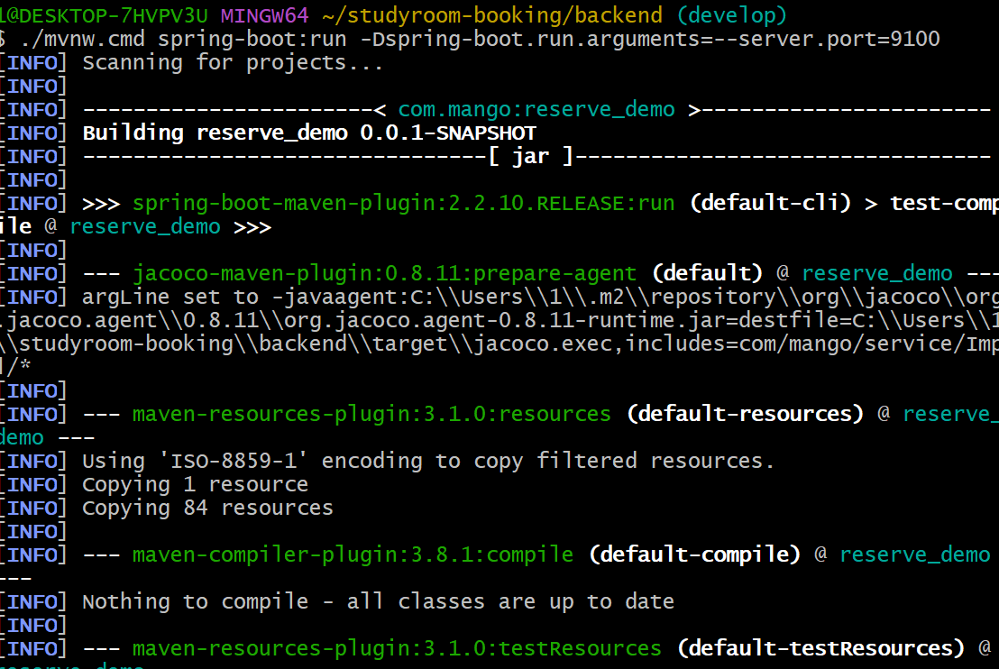 1@DESKTOP-7HVPV3U MINGW64 ~/studyroom-booking/backend (develop)
$ ./mvnw.cmd spring-boot:run -Dspring-boot.run.arguments=--server.port=9100
[INFO] Scanning for projects...
[INFO]
[INFO] -----------------------< com.mango:reserve_demo >-----------------------
[INFO] Building reserve_demo 0.0.1-SNAPSHOT
[INFO] --------------------------------[ jar ]---------------------------------
[INFO]
[INFO] >>> spring-boot-maven-plugin:2.2.10.RELEASE:run (default-cli) > test-comp
ile @ reserve_demo >>>
[INFO]
[INFO] --- jacoco-maven-plugin:0.8.11:prepare-agent (default) @ reserve_demo ---
[INFO] argLine set to -javaagent:C:\\Users\\1\\.m2\\repository\\org\\jacoco\\org
.jacoco.agent\\0.8.11\\org.jacoco.agent-0.8.11-runtime.jar=destfile=C:\\Users\\1
\\studyroom-booking\\backend\\target\\jacoco.exec,includes=com/mango/service/Imp
l/*
[INFO]
[INFO] --- maven-resources-plugin:3.1.0:resources (default-resources) @ reserve_
demo ---
[INFO] Using 'ISO-8859-1' encoding to copy filtered resources.
[INFO] Copying 1 resource
[INFO] Copying 84 resources
[INFO]
[INFO] --- maven-compiler-plugin:3.8.1:compile (default-compile) @ reserve_demo
---
[INFO] Nothing to compile - all classes are up to date
[INFO]
[INFO] --- maven-resources-plugin:3.1.0:testResources (default-testResources) @
reserve_demo